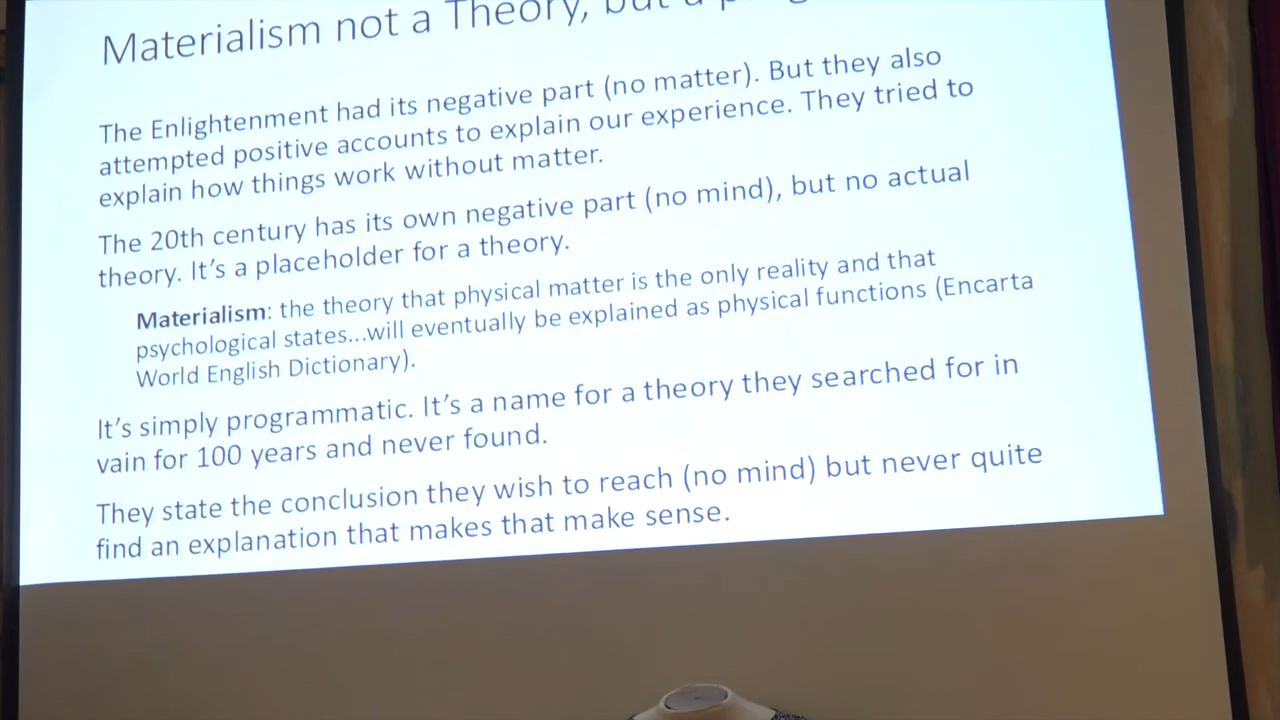 Materialism not a Theory, but a
The Enlightenment had its negative part (no matter). But they also
attempted positive accounts to explain our experience. They tried to
explain how things work without matter.
The 20th century has its own negative part (no mind), but no actual
theory. It's a placeholder for a theory.
Materialism: the theory that physical matter is the only reality and that
psychological states...will eventually be explained as physical functions (Encarta
World English Dictionary).
It's simply programmatic. It's a name for a theory they searched for in
vain for 100 years and never found.
They state the conclusion they wish to reach (no mind) but never quite
find an explanation that makes that make sense.